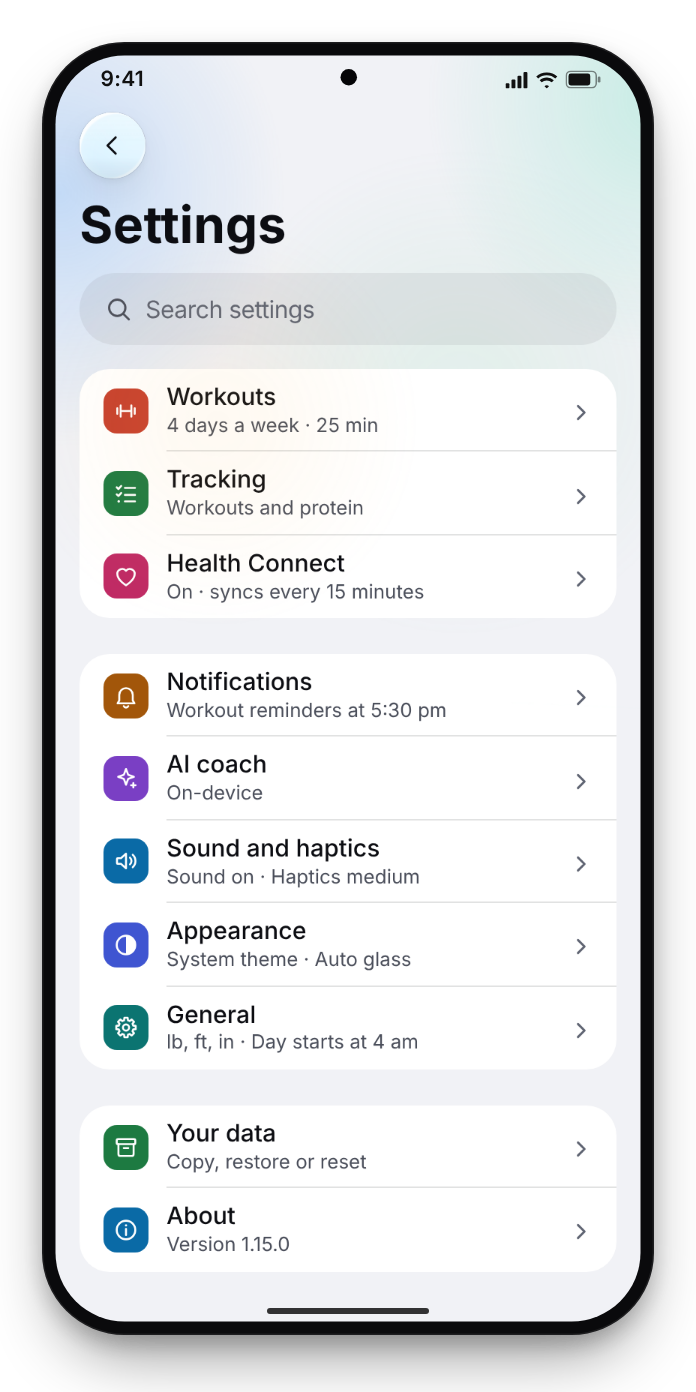 9:41
Settings
Search settings
Workouts
4 days a week · 25 min
Tracking
Workouts and protein
Health Connect
On · syncs every 15 minutes
Notifications
Workout reminders at 5:30 pm
AI coach
On-device
Sound and haptics
Sound on · Haptics medium
Appearance
System theme · Auto glass
General
lb, ft, in · Day starts at 4 am
Your data
Copy, restore or reset
About
Version 1.15.0